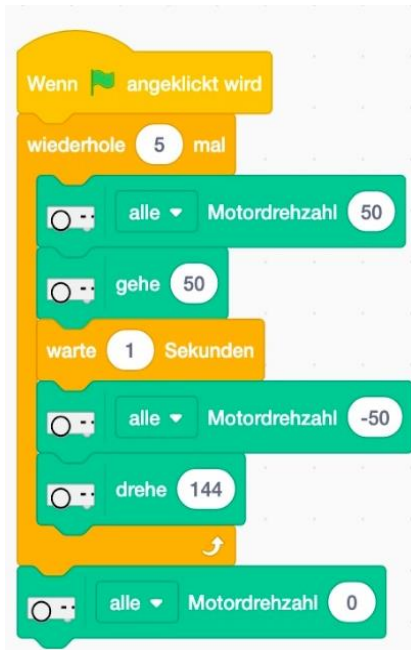 Wenn angeklickt wird
wiederhole 5 mal
alle Motordrehzahl 50
gehe 50
warte 1 Sekunden
alle Motordrehzahl -50
drehe 144
alle Motordrehzahl 0